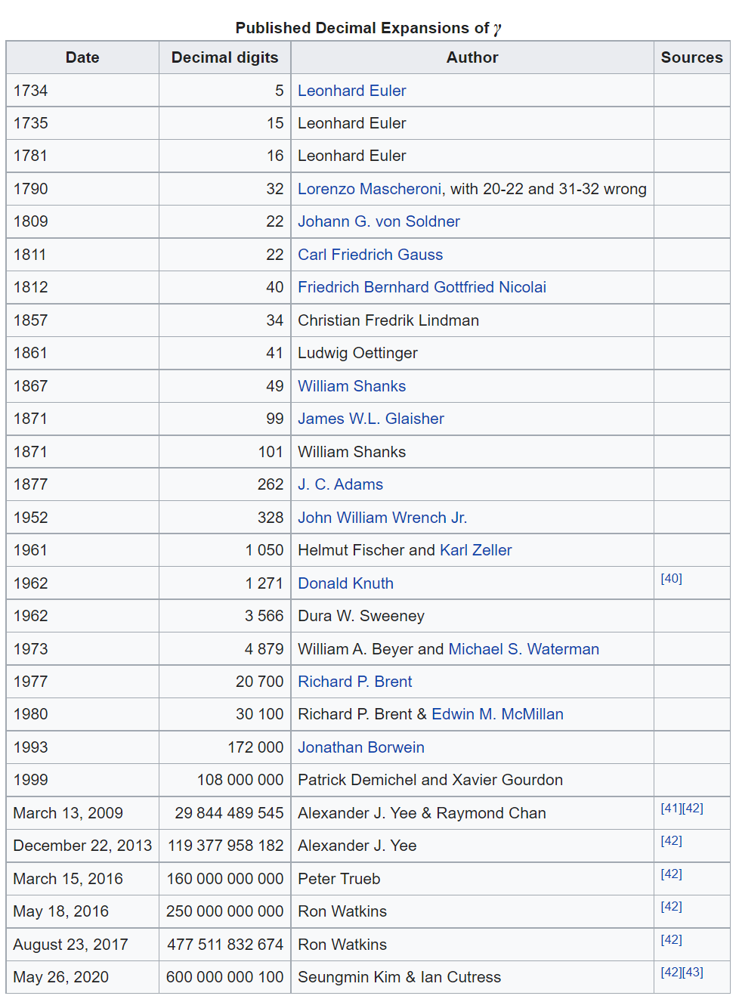 Published Decimal Expansions of γ
Date Decimal digits Author Sources
1734 5 Leonhard Euler
1735 15 Leonhard Euler
1781 16 Leonhard Euler
1790 32 Lorenzo Mascheroni, with 20-22 and 31-32 wrong
1809 22 Johann G. von Soldner
1811 22 Carl Friedrich Gauss
1812 40 Friedrich Bernhard Gottfried Nicolai
1857 34 Christian Fredrik Lindman
1861 41 Ludwig Oettinger
1867 49 William Shanks
1871 99 James W.L. Glaisher
1871 101 William Shanks
1877 262 J. C. Adams
1952 328 John William Wrench Jr.
1961 1 050 Helmut Fischer and Karl Zeller
1962 1 271 Donald Knuth [40]
1962 3 566 Dura W. Sweeney
1973 4 879 William A. Beyer and Michael S. Waterman
1977 20 700 Richard P. Brent
1980 30 100 Richard P. Brent & Edwin M. McMillan
1993 172 000 Jonathan Borwein
1999 108 000 000 Patrick Demichel and Xavier Gourdon
March 13, 2009 29 844 489 545 Alexander J. Yee & Raymond Chan [41][42]
December 22, 2013 119 377 958 182 Alexander J. Yee [42]
March 15, 2016 160 000 000 000 Peter Trueb [42]
May 18, 2016 250 000 000 000 Ron Watkins [42]
August 23, 2017 477 511 832 674 Ron Watkins [42]
May 26, 2020 600 000 000 100 Seungmin Kim & Ian Cutress [42][43]